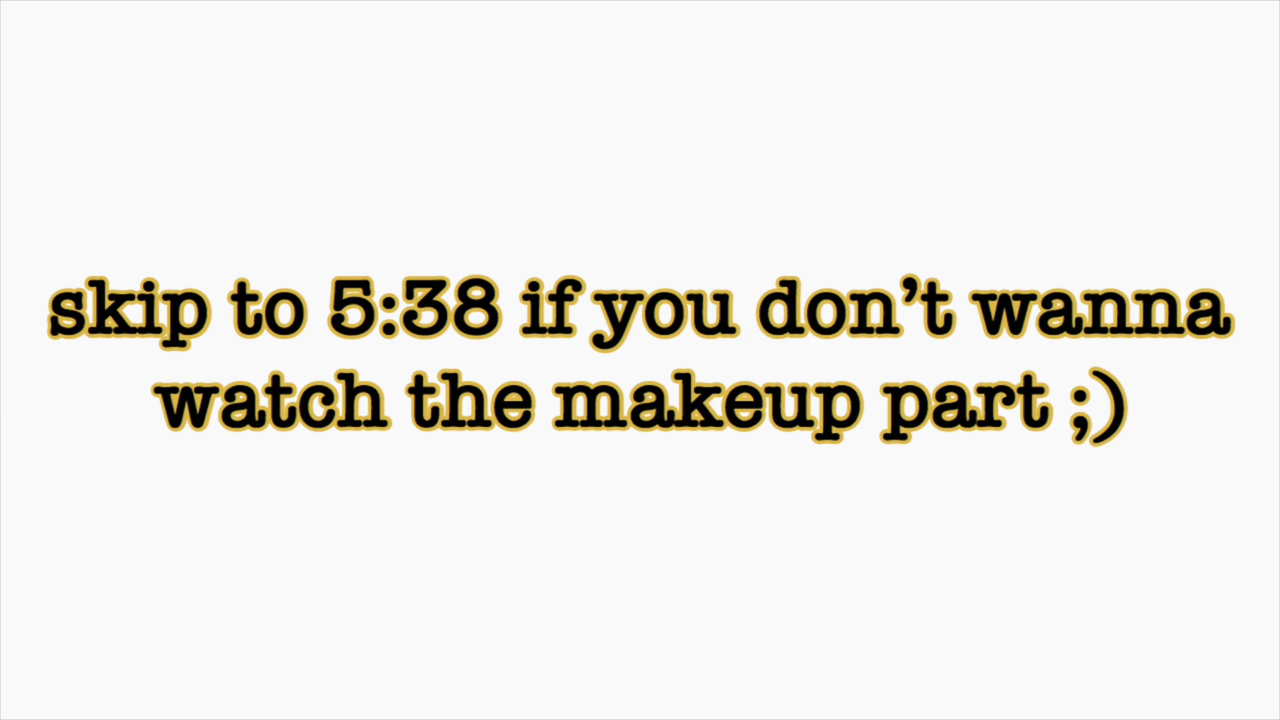 skip to 5:38 if you don’t wanna
watch the makeup part ;)